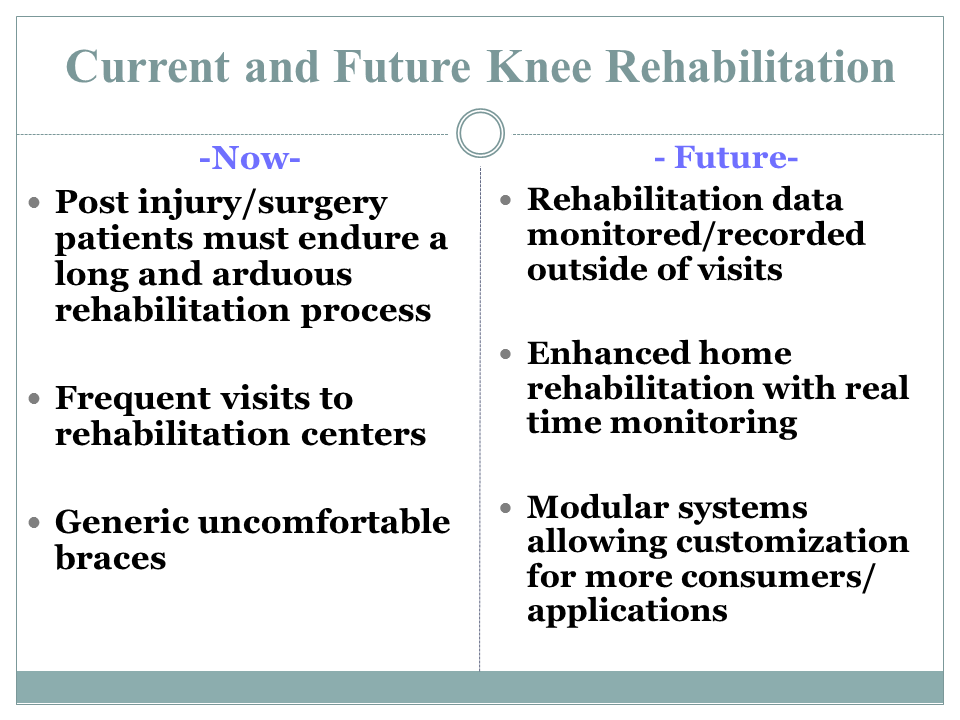 Current and Future Knee Rehabilitation
-Now-
• Post injury/surgery
patients must endure a
long and arduous
rehabilitation process
• Frequent visits to
rehabilitation centers
• Generic uncomfortable
braces
- Future-
• Rehabilitation data
monitored/recorded
outside of visits
• Enhanced home
rehabilitation with real
time monitoring
• Modular systems
allowing customization
for more consumers/
applications